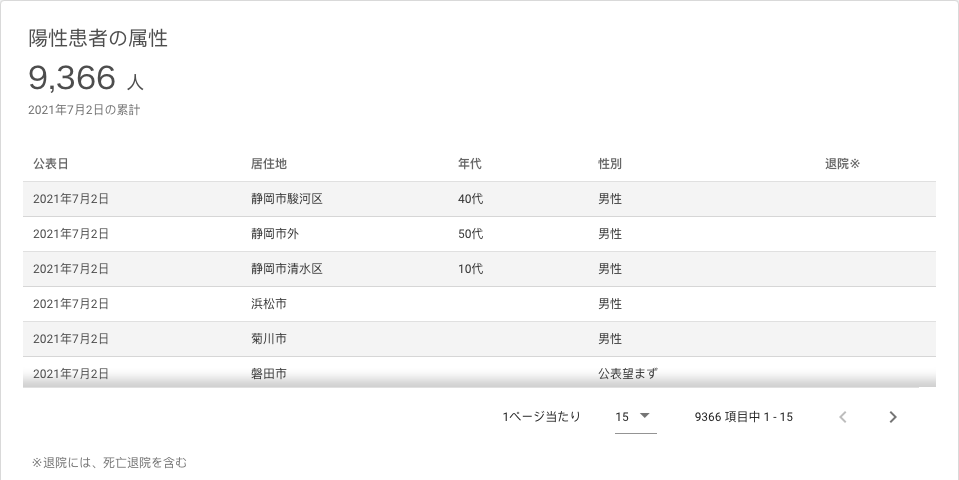 陽性患者の属性
9,366 人
2021年7月2日の累計
公表日 居住地 年代 性別 退院※
2021年7月2日 静岡市駿河区 40代 男性
2021年7月2日 静岡市外 50代 男性
2021年7月2日 静岡市清水区 10代 男性
2021年7月2日 浜松市 男性
2021年7月2日 菊川市 男性
2021年7月2日 磐田市 公表望まず
1ページ当たり 15 9366 項目中 1 - 15
※退院には、死亡退院を含む